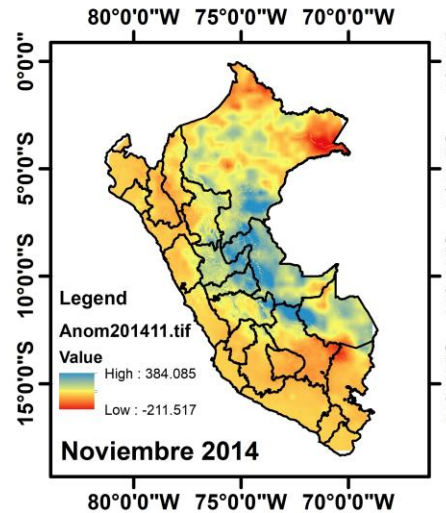 80°0'0"W 75°0'0"W 70°0'0"W
0°0'0"
5°0'0"S
10°0'0"S
15°0'0"S
Legend
Anom201411.tif
Value
High : 384.085
Low : -211.517
Noviembre 2014
80°0'0"W 75°0'0"W 70°0'0"W